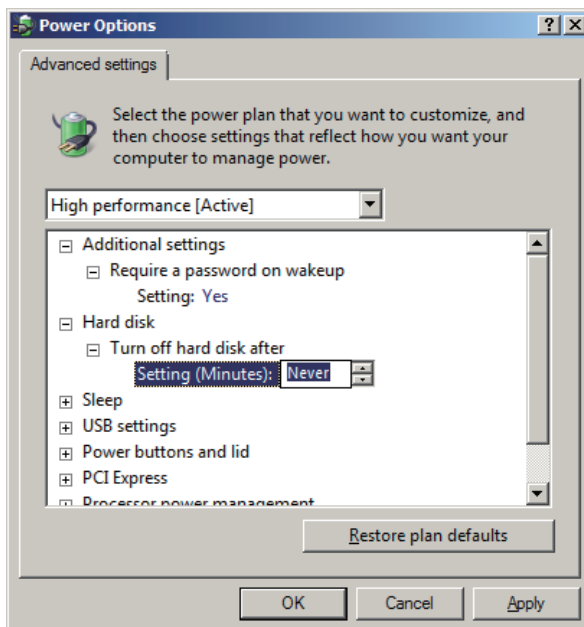 Power Options
Advanced settings
Select the power plan that you want to customize, and
then choose settings that reflect how you want your
computer to manage power.
High performance [Active]
Additional settings
Require a password on wakeup
Setting: Yes
Hard disk
Turn off hard disk after
Setting (Minutes): Never
Sleep
USB settings
Power buttons and lid
PCI Express
Processor power management
Restore plan defaults
OK Cancel Apply